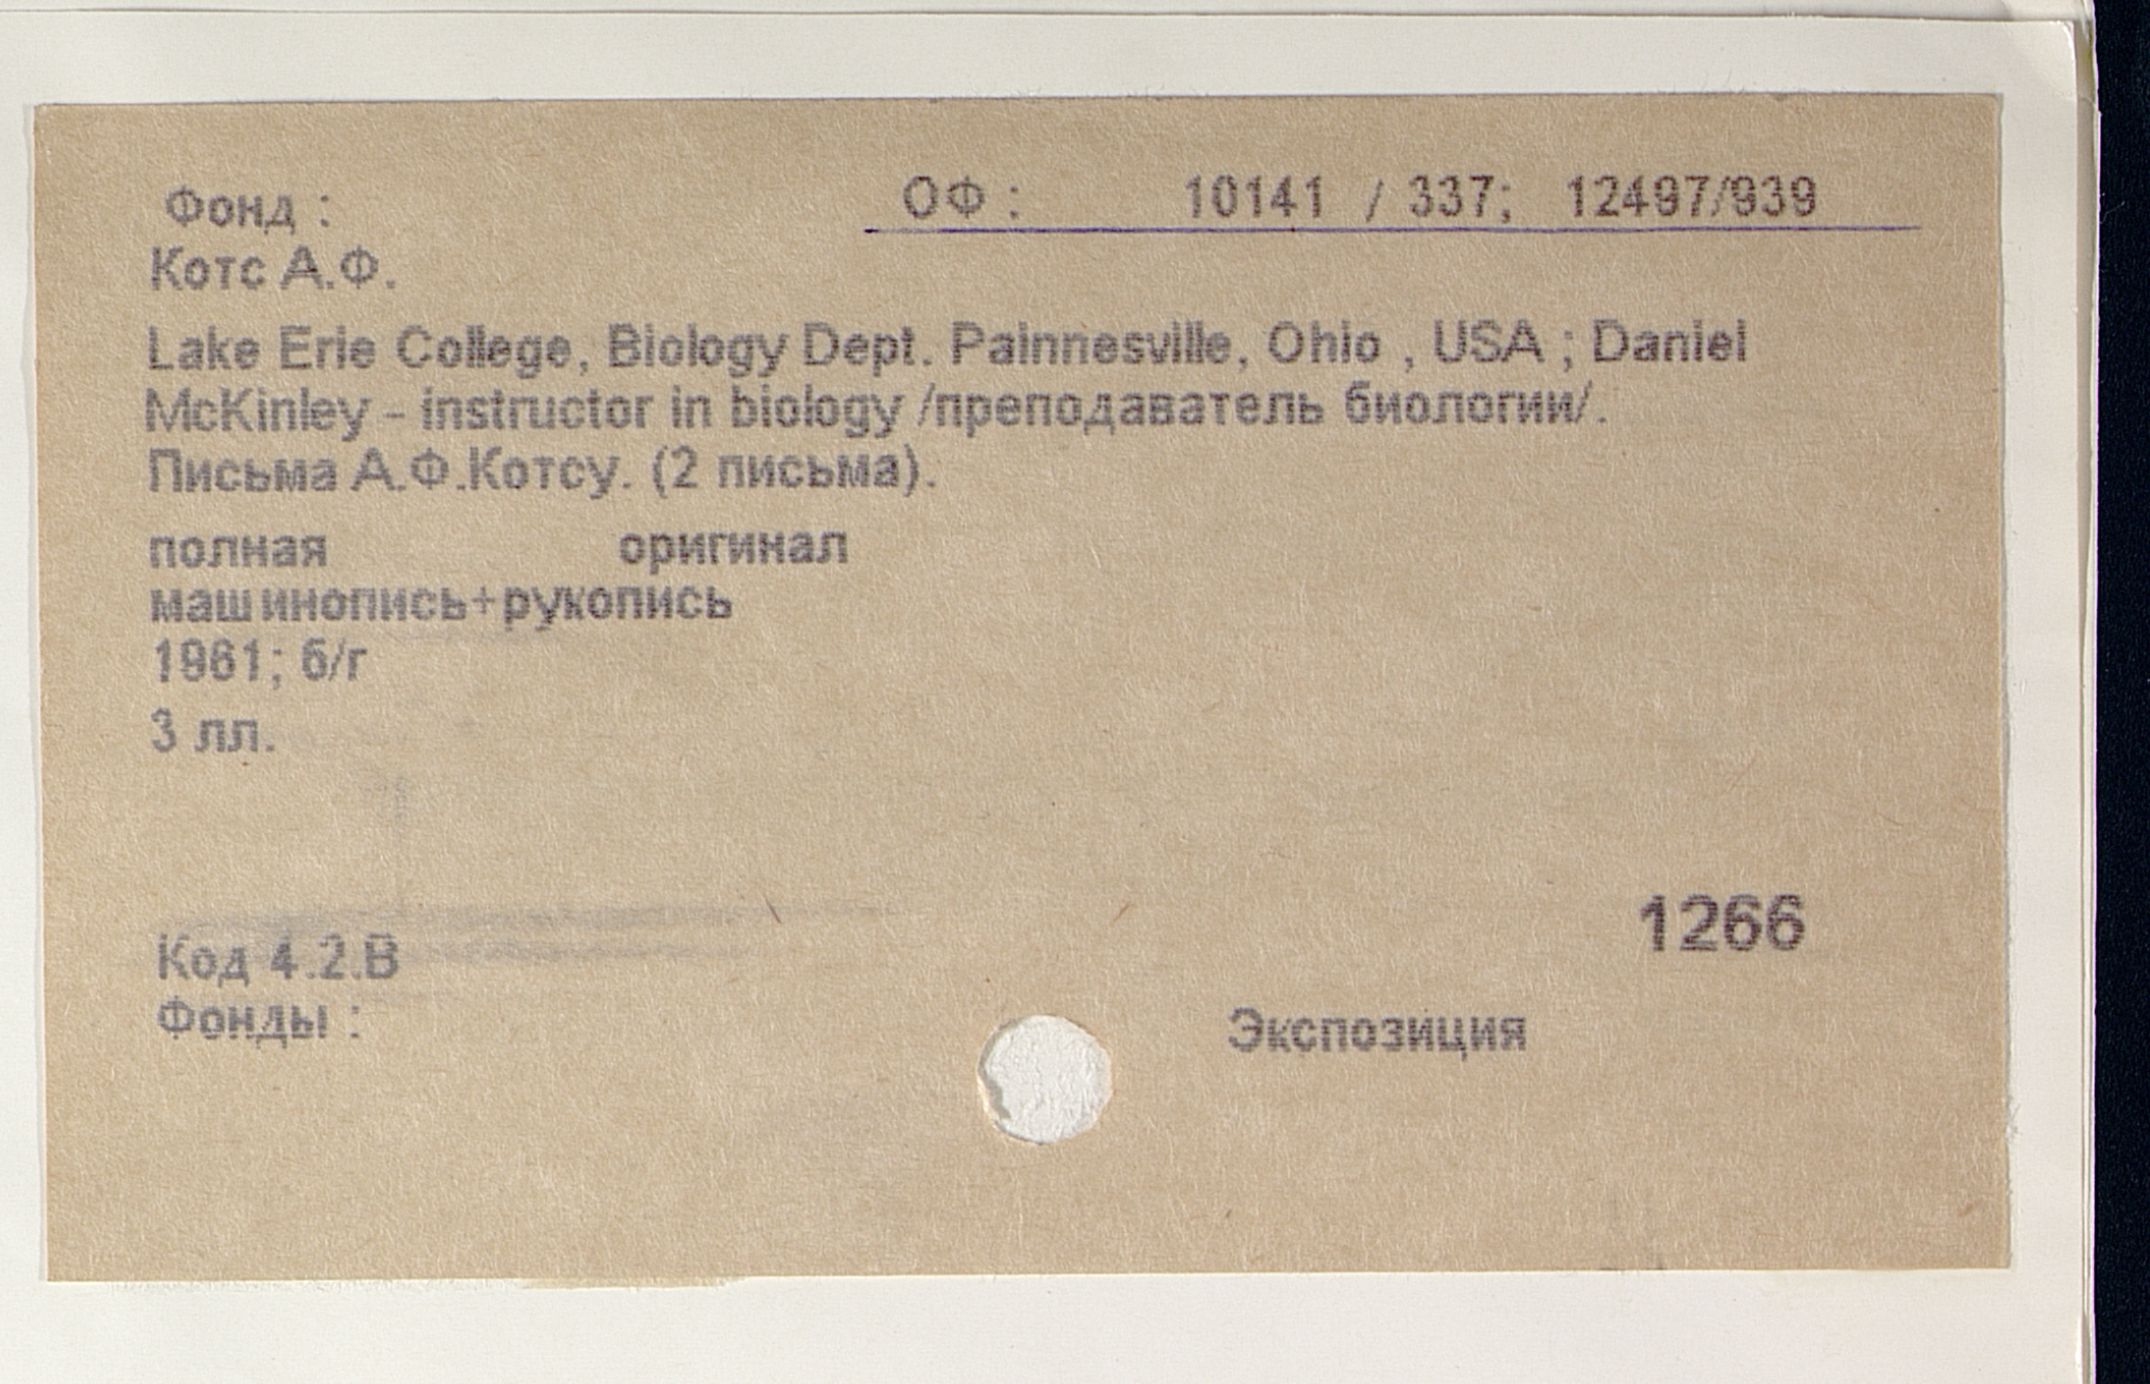 Фонд :
ОФ : 10141 / 337; 12497/939
Котс А.Ф.
Lake Erie College, Biology Dept. Painnesville, Ohio , USA ; Daniel
McKinley - instructor in biology /преподаватель биологии/.
Письма А.Ф.Котсу. (2 письма).
полная оригинал
машинопись+рукопись
1961; б/г
3 лл.
1266
Код 4.2.В
Фонды :
Экспозиция